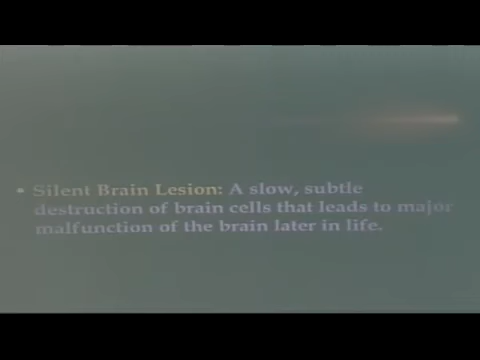 • Silent Brain Lesion: A slow, subtle
destruction of brain cells that leads to major
malfunction of the brain later in life.